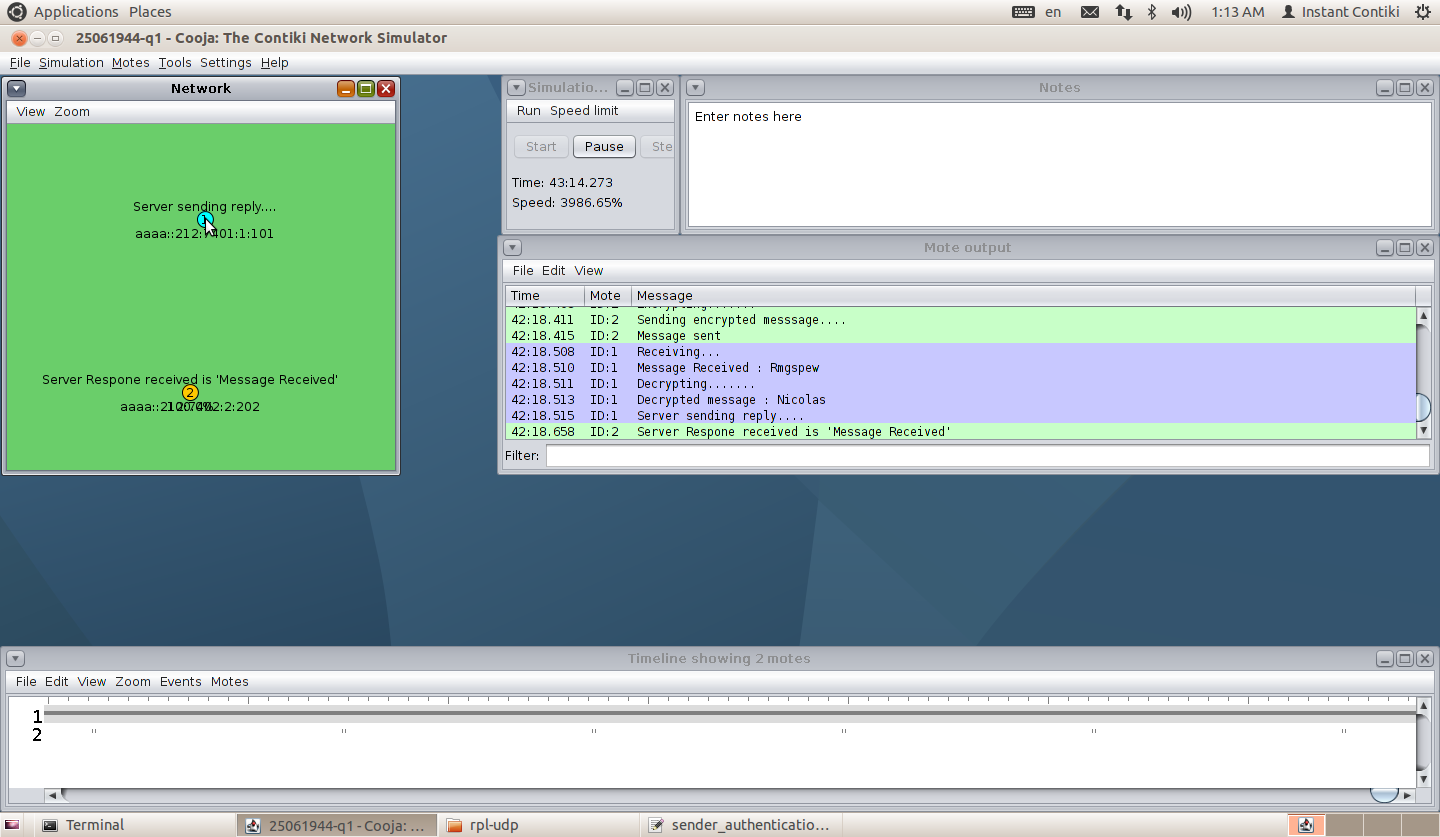 Applications Places
en
1:13 AM
Instant Contiki
25061944-q1 - Cooja: The Contiki Network Simulator
File Simulation Motes Tools Settings Help
Network
View Zoom
Server sending reply....
1
aaaa::212:7401:1:101
Server Respone received is 'Message Received'
2
Simulatio...
Run Speed limit
Start Pause Ste
Time: 43:14.273
Speed: 3986.65%
Notes
Enter notes here
Mote output
File Edit View
Time Mote Message
42:18.411 ID:2 Sending encrypted messsage....
42:18.415 ID:2 Message sent
42:18.508 ID:1 Receiving...
42:18.510 ID:1 Message Received : Rmgspew
42:18.511 ID:1 Decrypting.......
42:18.513 ID:1 Decrypted message : Nicolas
42:18.515 ID:1 Server sending reply....
42:18.658 ID:2 Server Respone received is 'Message Received'
Filter:
Timeline showing 2 motes
File Edit View Zoom Events Motes
1
2
Terminal
25061944-q1 - Cooja: ...
rpl-udp
sender_authenticatio...